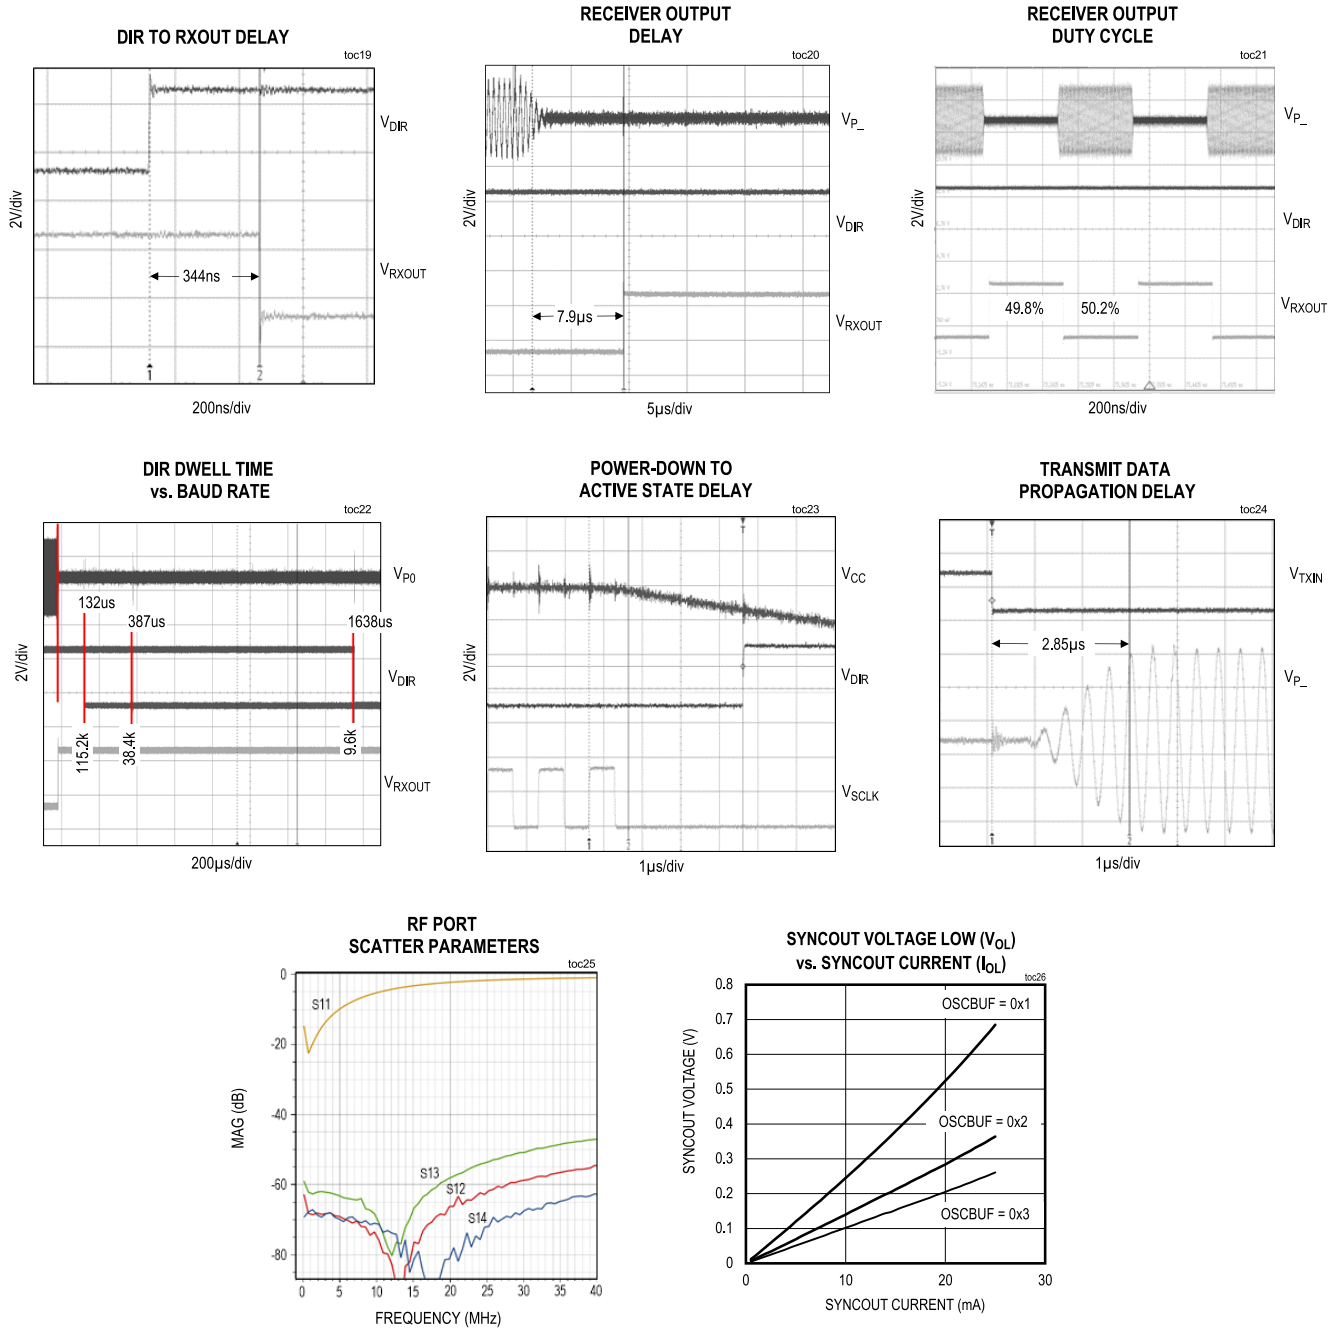 DIR TO RXOUT DELAY
toc19
2V/div
VDIR
VRXOUT
344ns
1
2
200ns/div
RECEIVER OUTPUT
DELAY
toc20
VP_
VDIR
VRXOUT
7.9µs
5µs/div
RECEIVER OUTPUT
DUTY CYCLE
toc21
VP_
VDIR
VRXOUT
49.8%
50.2%
200ns/div
DIR DWELL TIME
vs. BAUD RATE
toc22
2V/div
VP0
132us
387us
1638us
VDIR
115.2k
38.4k
9.6k
VRXOUT
200µs/div
POWER-DOWN TO
ACTIVE STATE DELAY
toc23
T
VCC
VDIR
VSCLK
1
2
1µs/div
TRANSMIT DATA
PROPAGATION DELAY
toc24
T
VTXIN
2.85µs
VP_
1
2
1µs/div
RF PORT
SCATTER PARAMETERS
toc25
MAG (dB)
0
-20
-40
-60
-80
S11
S13
S12
S14
0 5 10 15 20 25 30 35 40
FREQUENCY (MHz)
SYNCOUT VOLTAGE LOW (VOL)
vs. SYNCOUT CURRENT (IOL)
toc26
SYNCOUT VOLTAGE (V)
0.8
0.7
0.6
0.5
0.4
0.3
0.2
0.1
0
OSCBUF = 0x1
OSCBUF = 0x2
OSCBUF = 0x3
0 10 20 30
SYNCOUT CURRENT (mA)